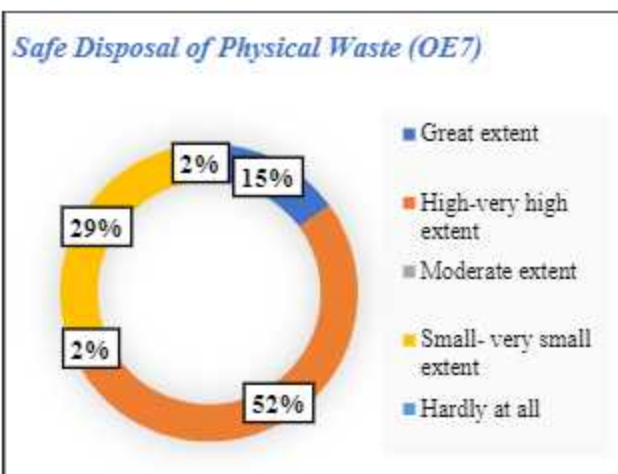 Safe Disposal of Physical Waste (OE7)
2%
15%
29%
2%
52%
Great extent
High-very high
extent
Moderate extent
Small- very small
extent
Hardly at all